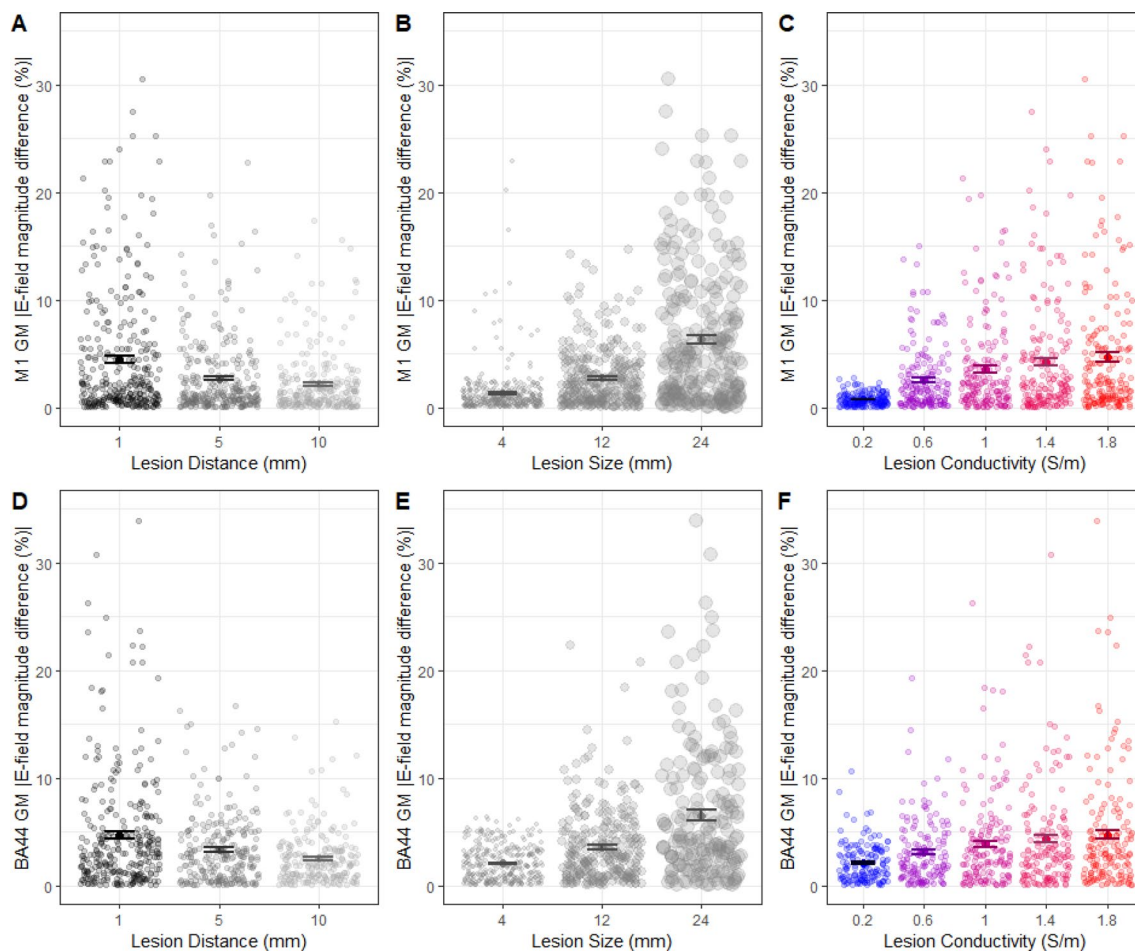 A
M1 GM |E-field magnitude difference (%)|
30
20
10
0
1 5 10
Lesion Distance (mm)
B
M1 GM |E-field magnitude difference (%)|
30
20
10
0
4 12 24
Lesion Size (mm)
C
M1 GM |E-field magnitude difference (%)|
30
20
10
0
0.2 0.6 1 1.4 1.8
Lesion Conductivity (S/m)
D
BA44 GM |E-field magnitude difference (%)|
30
20
10
0
1 5 10
Lesion Distance (mm)
E
BA44 GM |E-field magnitude difference (%)|
30
20
10
0
4 12 24
Lesion Size (mm)
F
BA44 GM |E-field magnitude difference (%)|
30
20
10
0
0.2 0.6 1 1.4 1.8
Lesion Conductivity (S/m)